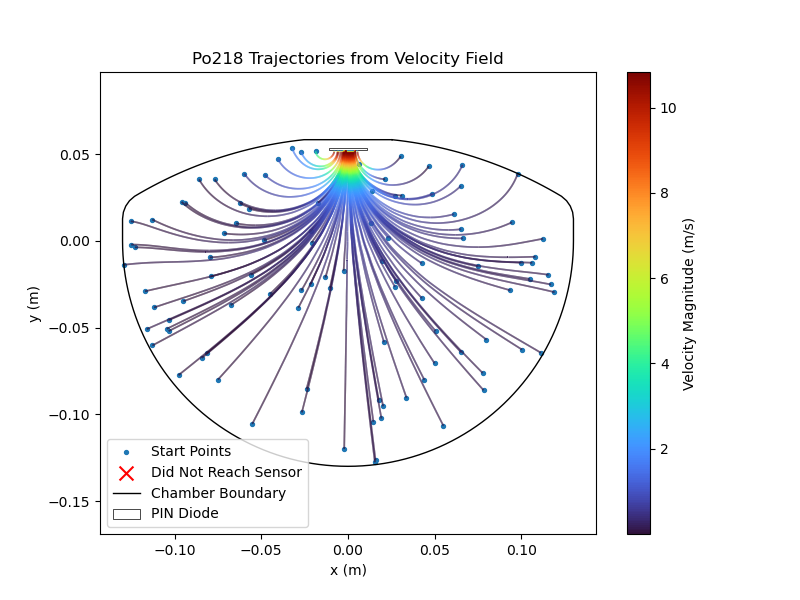 Po218 Trajectories from Velocity Field
0.05
0.00
−0.05
−0.10
−0.15
y (m)
−0.10
−0.05
0.00
0.05
0.10
x (m)
Start Points
Did Not Reach Sensor
Chamber Boundary
PIN Diode
10
8
6
4
2
Velocity Magnitude (m/s)